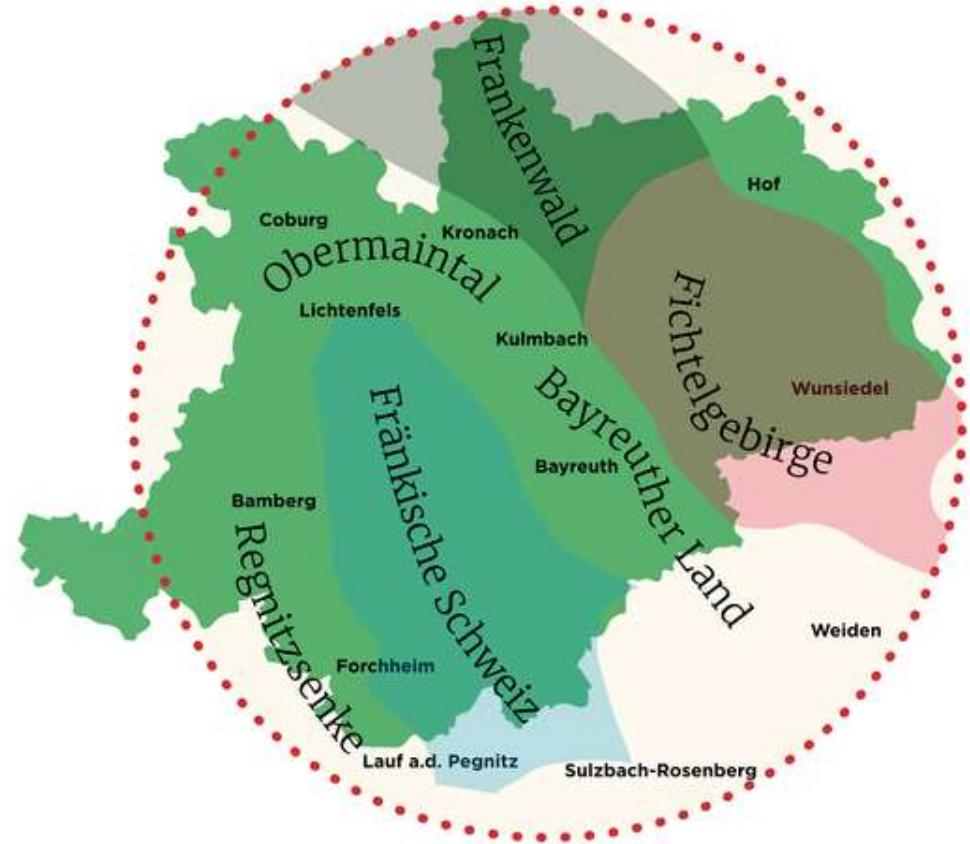 Frankenwald
Hof
Coburg
Kronach
Obermaintal
Lichtenfels
Kulmbach
Fichtelgebirge
Wunsiedel
Fränkische Schweiz
Bayreuther Land
Bayreuth
Bamberg
Regnitzsenke
Weiden
Forchheim
Lauf a.d. Pegnitz
Sulzbach-Rosenberg